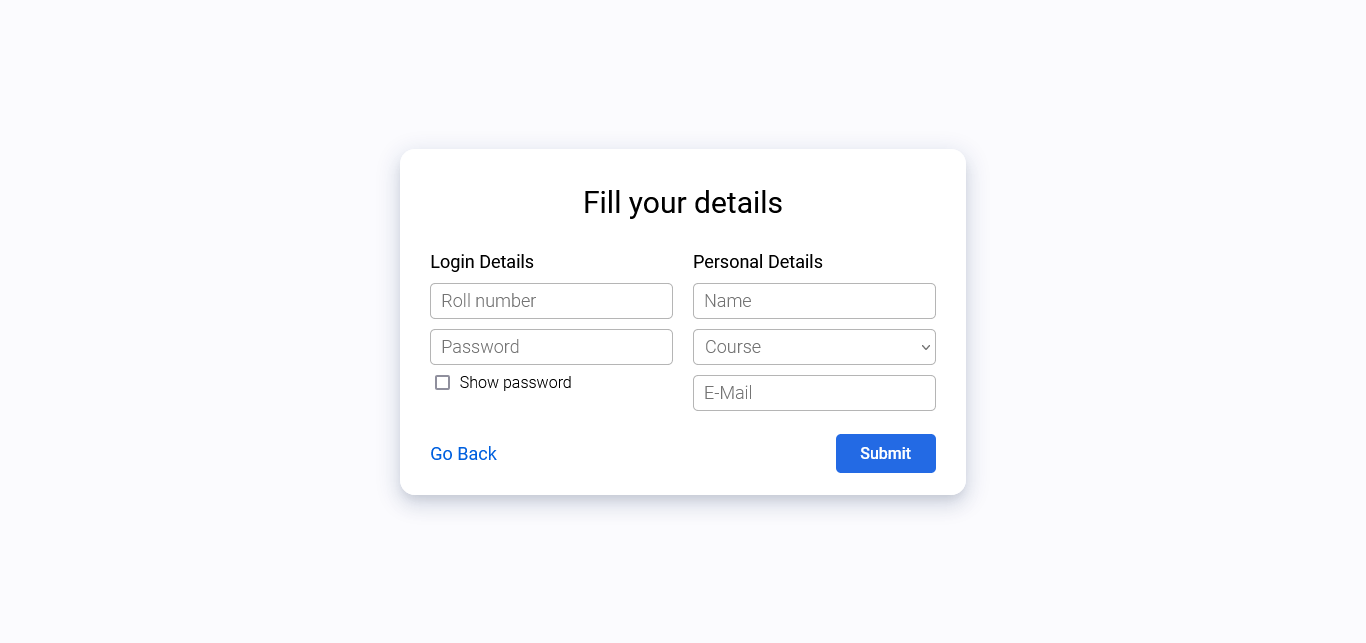 Fill your details
Login Details
Roll number
Password
Show password
Personal Details
Name
Course
E-Mail
Go Back
Submit